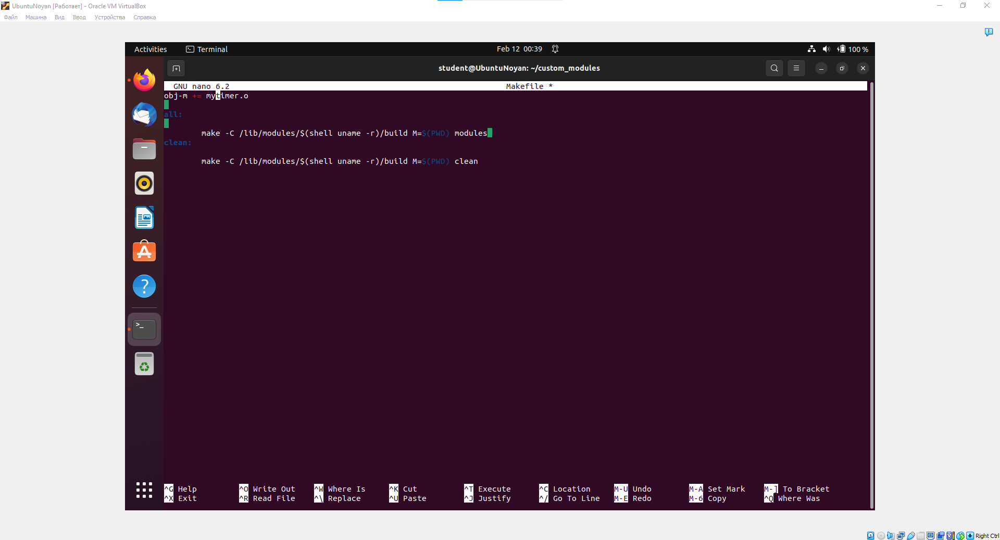 UbuntuNoyan [Работает] - Oracle VM VirtualBox
Файл Машина Вид Ввод Устройства Справка
Activities Terminal Feb 12 00:39 100 %
student@UbuntuNoyan: ~/custom_modules
GNU nano 6.2 Makefile *
obj-m += mytimer.o
all:
make -C /lib/modules/$(shell uname -r)/build M=$(PWD) modules
clean:
make -C /lib/modules/$(shell uname -r)/build M=$(PWD) clean
^G Help ^O Write Out ^W Where Is ^K Cut ^T Execute ^C Location M-U Undo M-A Set Mark M-] To Bracket
^X Exit ^R Read File ^\ Replace ^U Paste ^J Justify ^/ Go To Line M-E Redo M-6 Copy ^Q Where Was
Right Ctrl